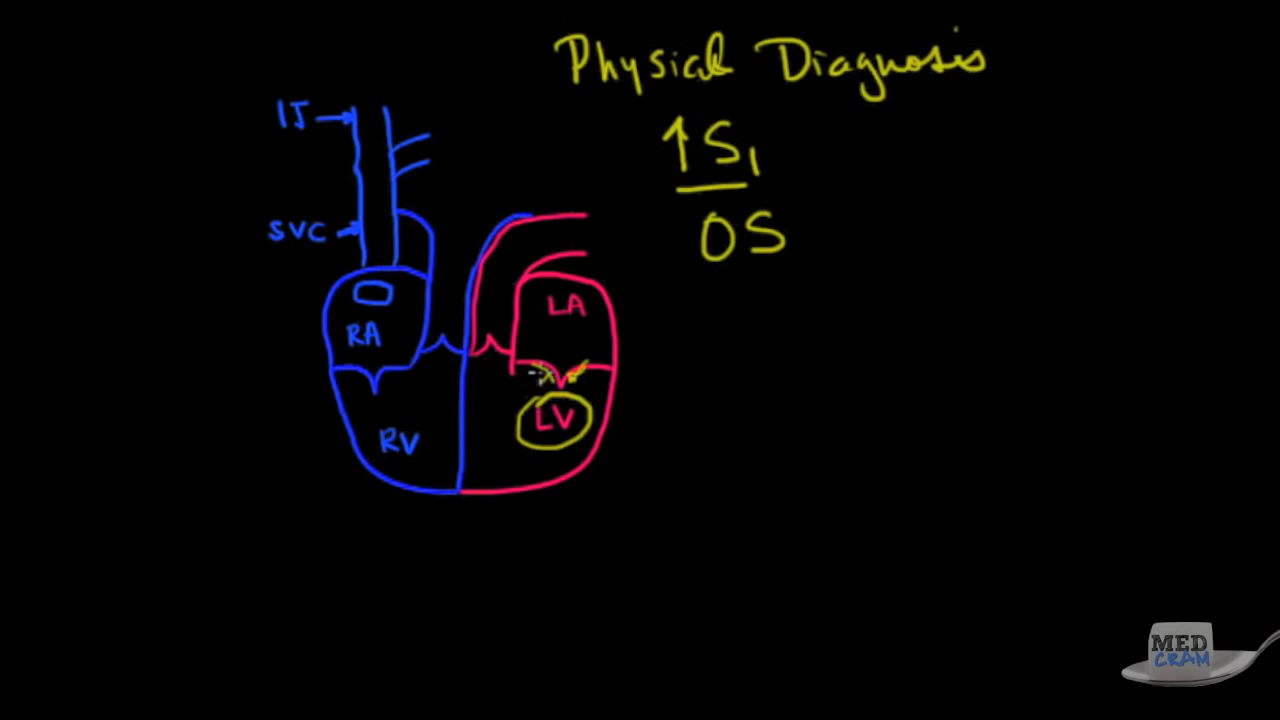 Physical Diagnosis
IJ
↑S1
SVC
OS
LA
RA
LV
RV
MED
CRAM